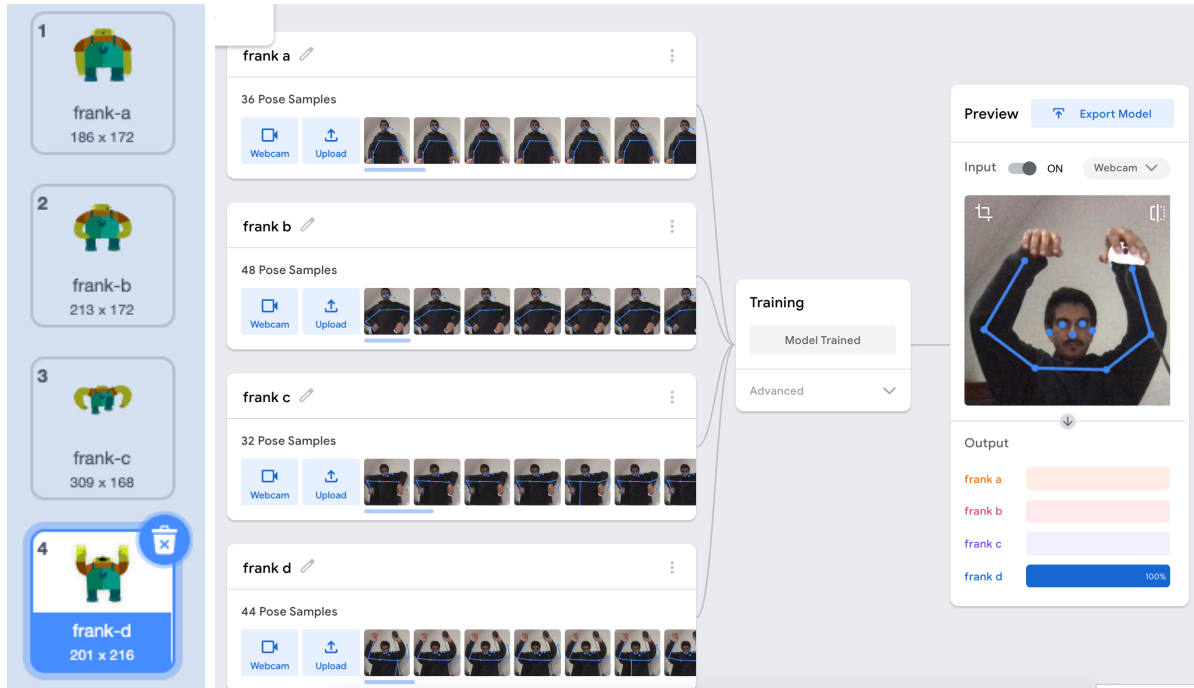 1
frank-a
186 x 172
2
frank-b
213 x 172
3
frank-c
309 x 168
4
frank-d
201 x 216
frank a
36 Pose Samples
Webcam
Upload
frank b
48 Pose Samples
Webcam
Upload
frank c
32 Pose Samples
Webcam
Upload
frank d
44 Pose Samples
Webcam
Upload
Training
Model Trained
Advanced
Preview
Export Model
Input
ON
Webcam
Output
frank a
frank b
frank c
frank d
100%